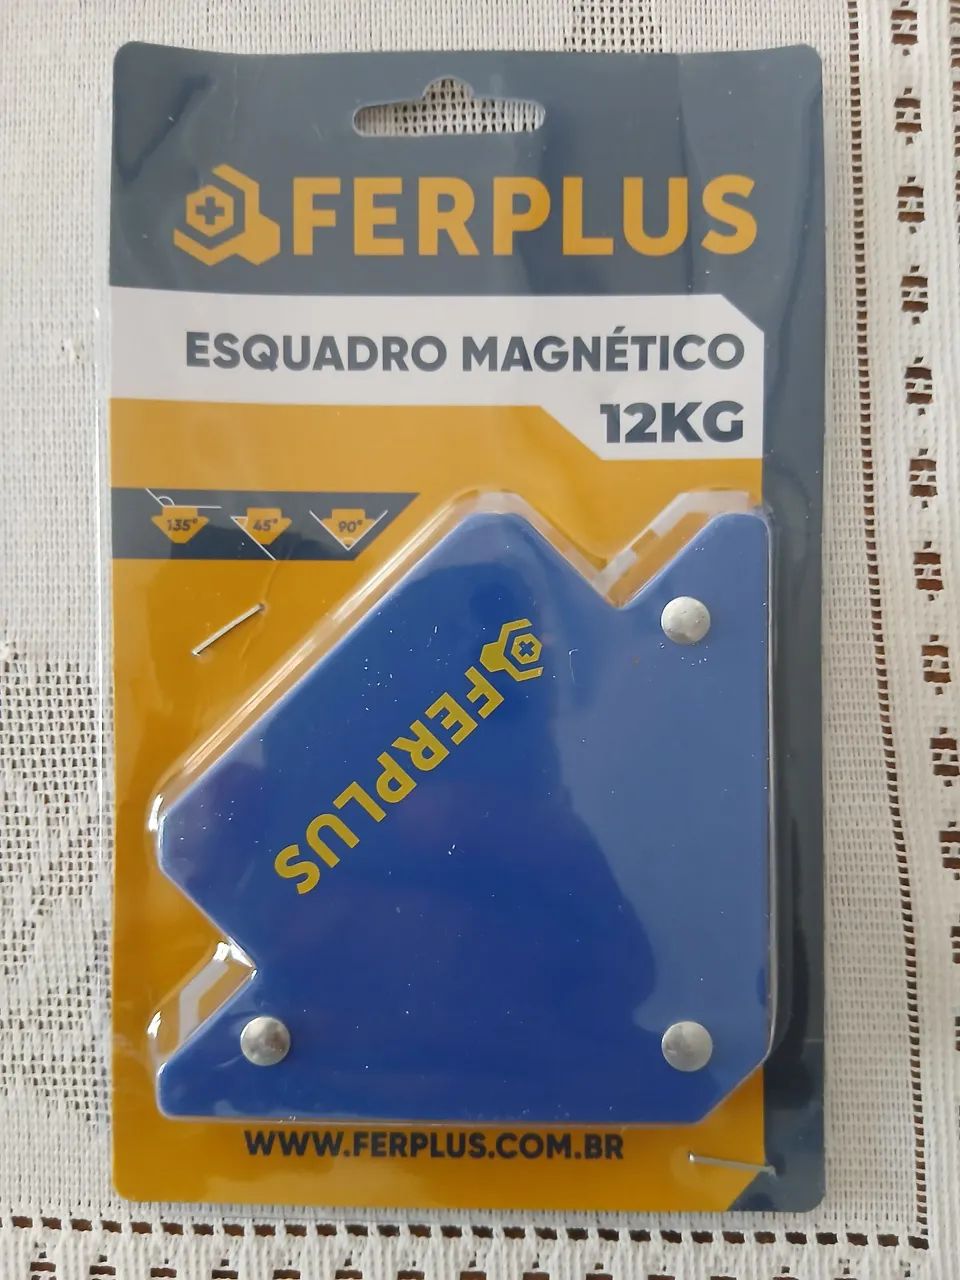 FERPLUS
ESQUADRO MAGNÉTICO
12KG
135° 45° 90°
FERPLUS
WWW.FERPLUS.COM.BR